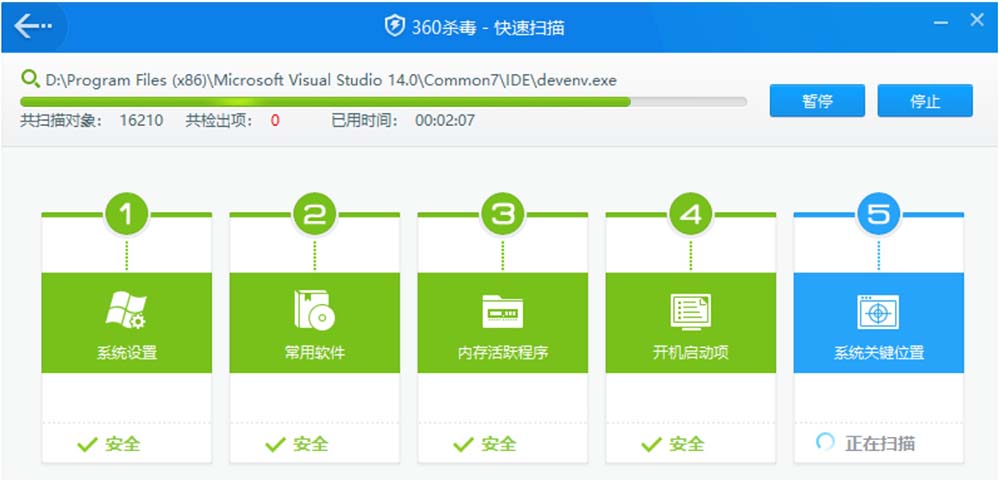 360杀毒 - 快速扫描
D:\Program Files (x86)\Microsoft Visual Studio 14.0\Common7\IDE\devenv.exe
共扫描对象： 16210 共检出项： 0 已用时间： 00:02:07
暂停 停止
1 2 3 4 5
系统设置 常用软件 内存活跃程序 开机启动项 系统关键位置
安全 安全 安全 安全 正在扫描